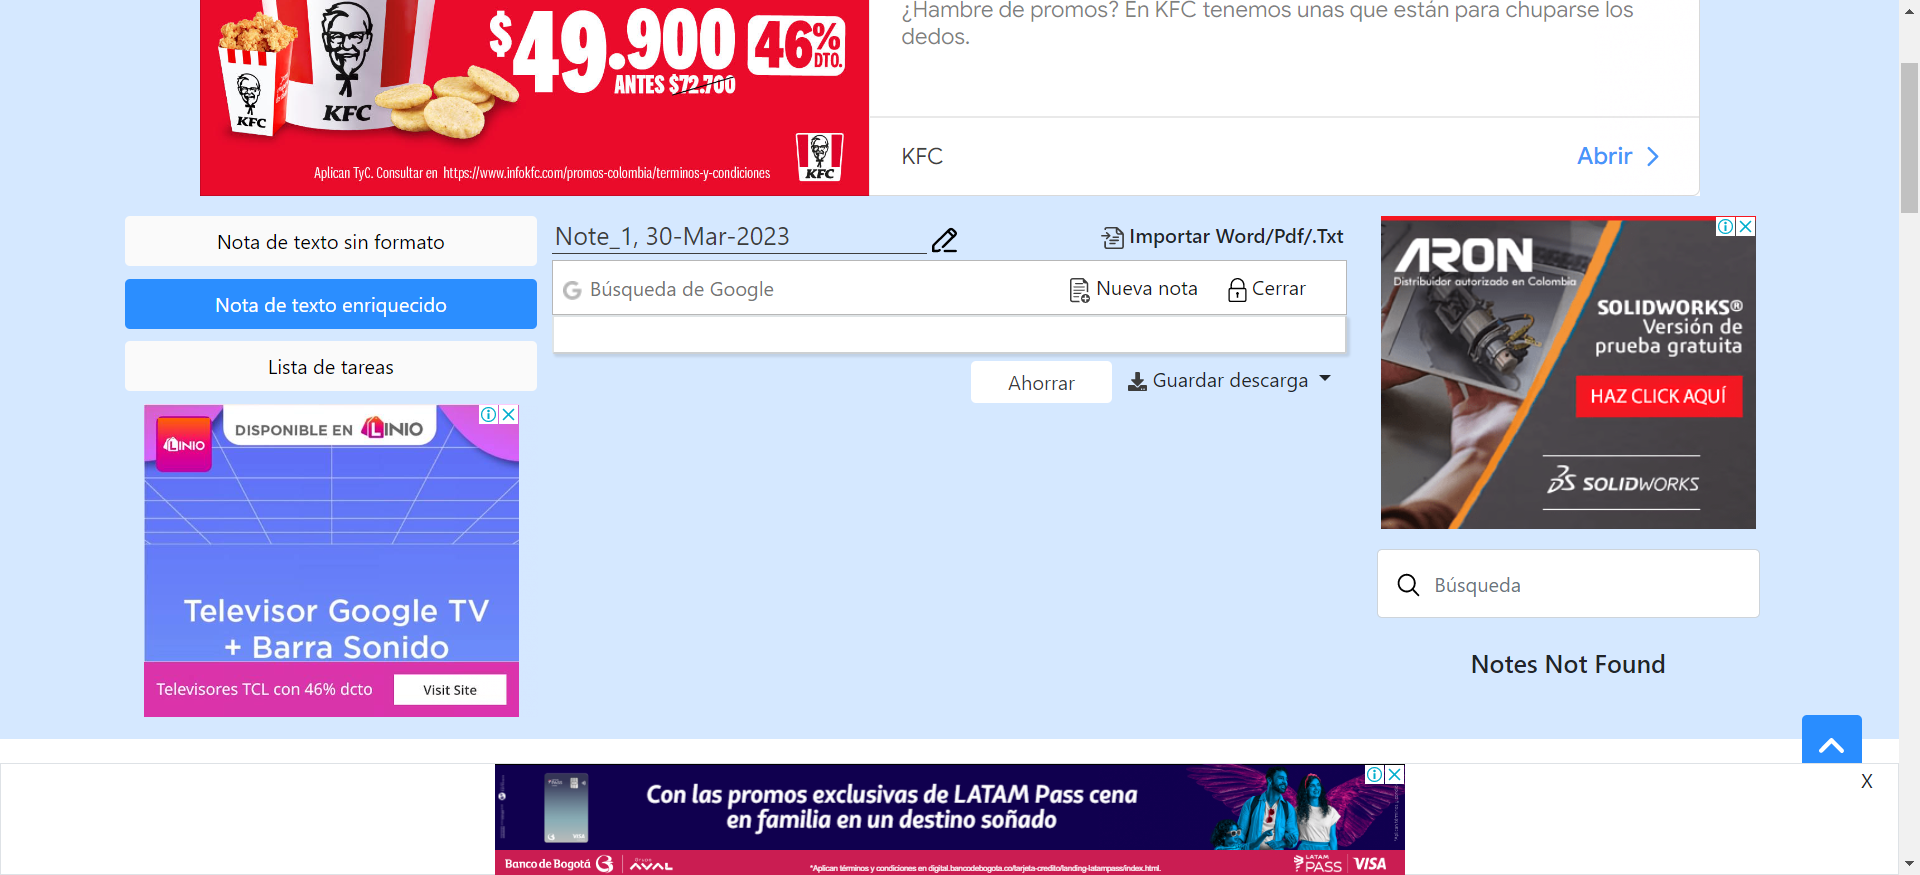 ¿Hambre de promos? En KFC tenemos unas que están para chuparse los
dedos.
$49.900
46% DTO.
ANTES $72.700
KFC
KFC
Aplican TyC. Consultar en https://www.infokfc.com/promos-colombia/terminos-y-condiciones
KFC
KFC
Abrir
Nota de texto sin formato
Nota de texto enriquecido
Lista de tareas
Note_1, 30-Mar-2023
Importar Word/Pdf/.Txt
Búsqueda de Google
Nueva nota
Cerrar
Ahorrar
Guardar descarga
LINIO
DISPONIBLE EN LINIO
Televisor Google TV
+ Barra Sonido
Televisores TCL con 46% dcto
Visit Site
ARON
Distribuidor autorizado en Colombia
SOLIDWORKS®
Versión de
prueba gratuita
HAZ CLICK AQUÍ
SOLIDWORKS
Búsqueda
Notes Not Found
X
Con las promos exclusivas de LATAM Pass cena
en familia en un destino soñado
Banco de Bogotá
Grupo
AVAL
*Aplican términos y condiciones en digital.bancodebogota.co/tarjeta-credito/landing-latampass/index.html.
LATAM
PASS
VISA